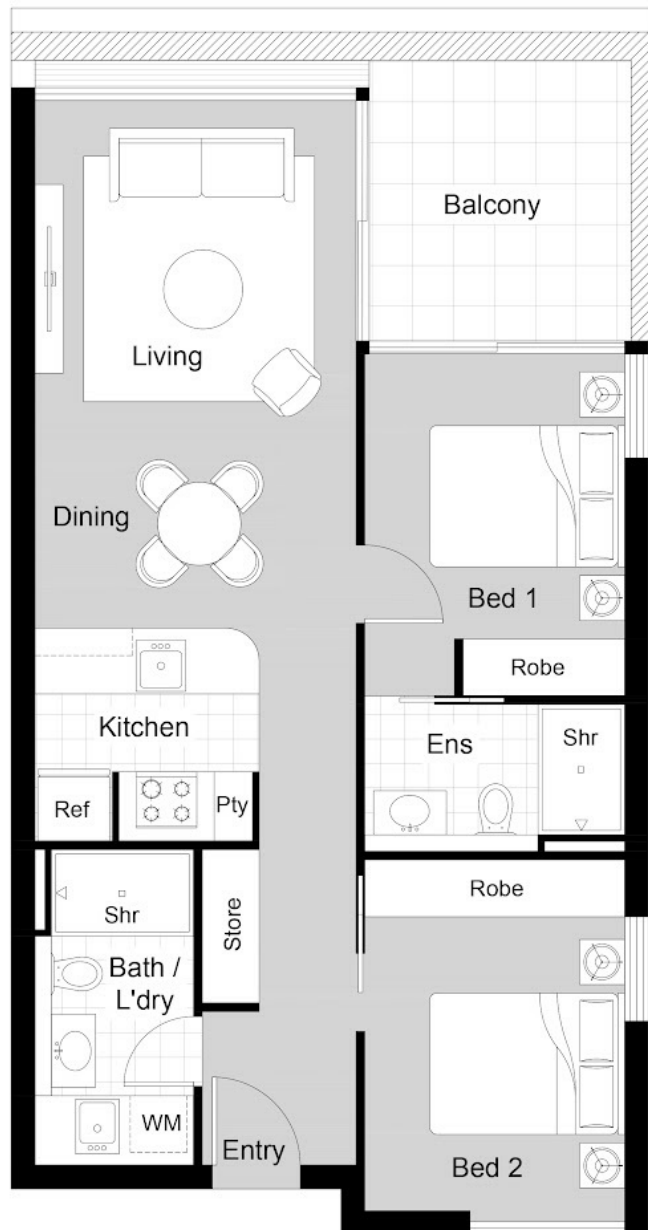 Balcony
Living
Dining
Bed 1
Robe
Kitchen
Ens
Shr
Ref
Pty
Robe
Shr
Store
Bath /
L'dry
WM
Entry
Bed 2